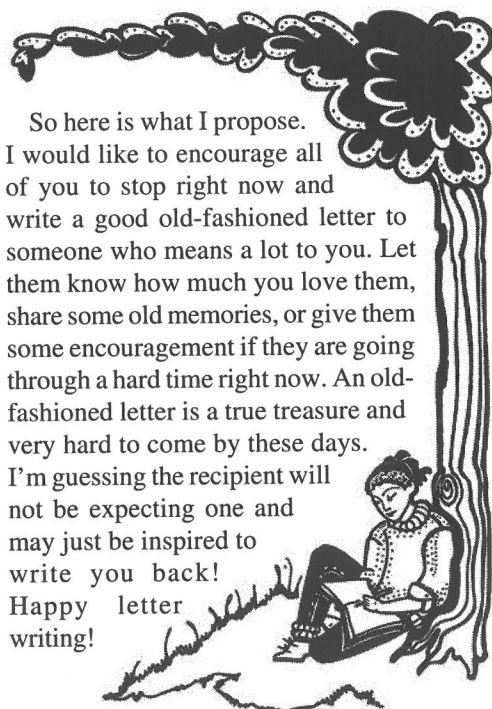 So here is what I propose.
I would like to encourage all
of you to stop right now and
write a good old-fashioned letter to
someone who means a lot to you. Let
them know how much you love them,
share some old memories, or give them
some encouragement if they are going
through a hard time right now. An old-
fashioned letter is a true treasure and
very hard to come by these days.
I'm guessing the recipient will
not be expecting one and
may just be inspired to
write you back!
Happy letter
writing!